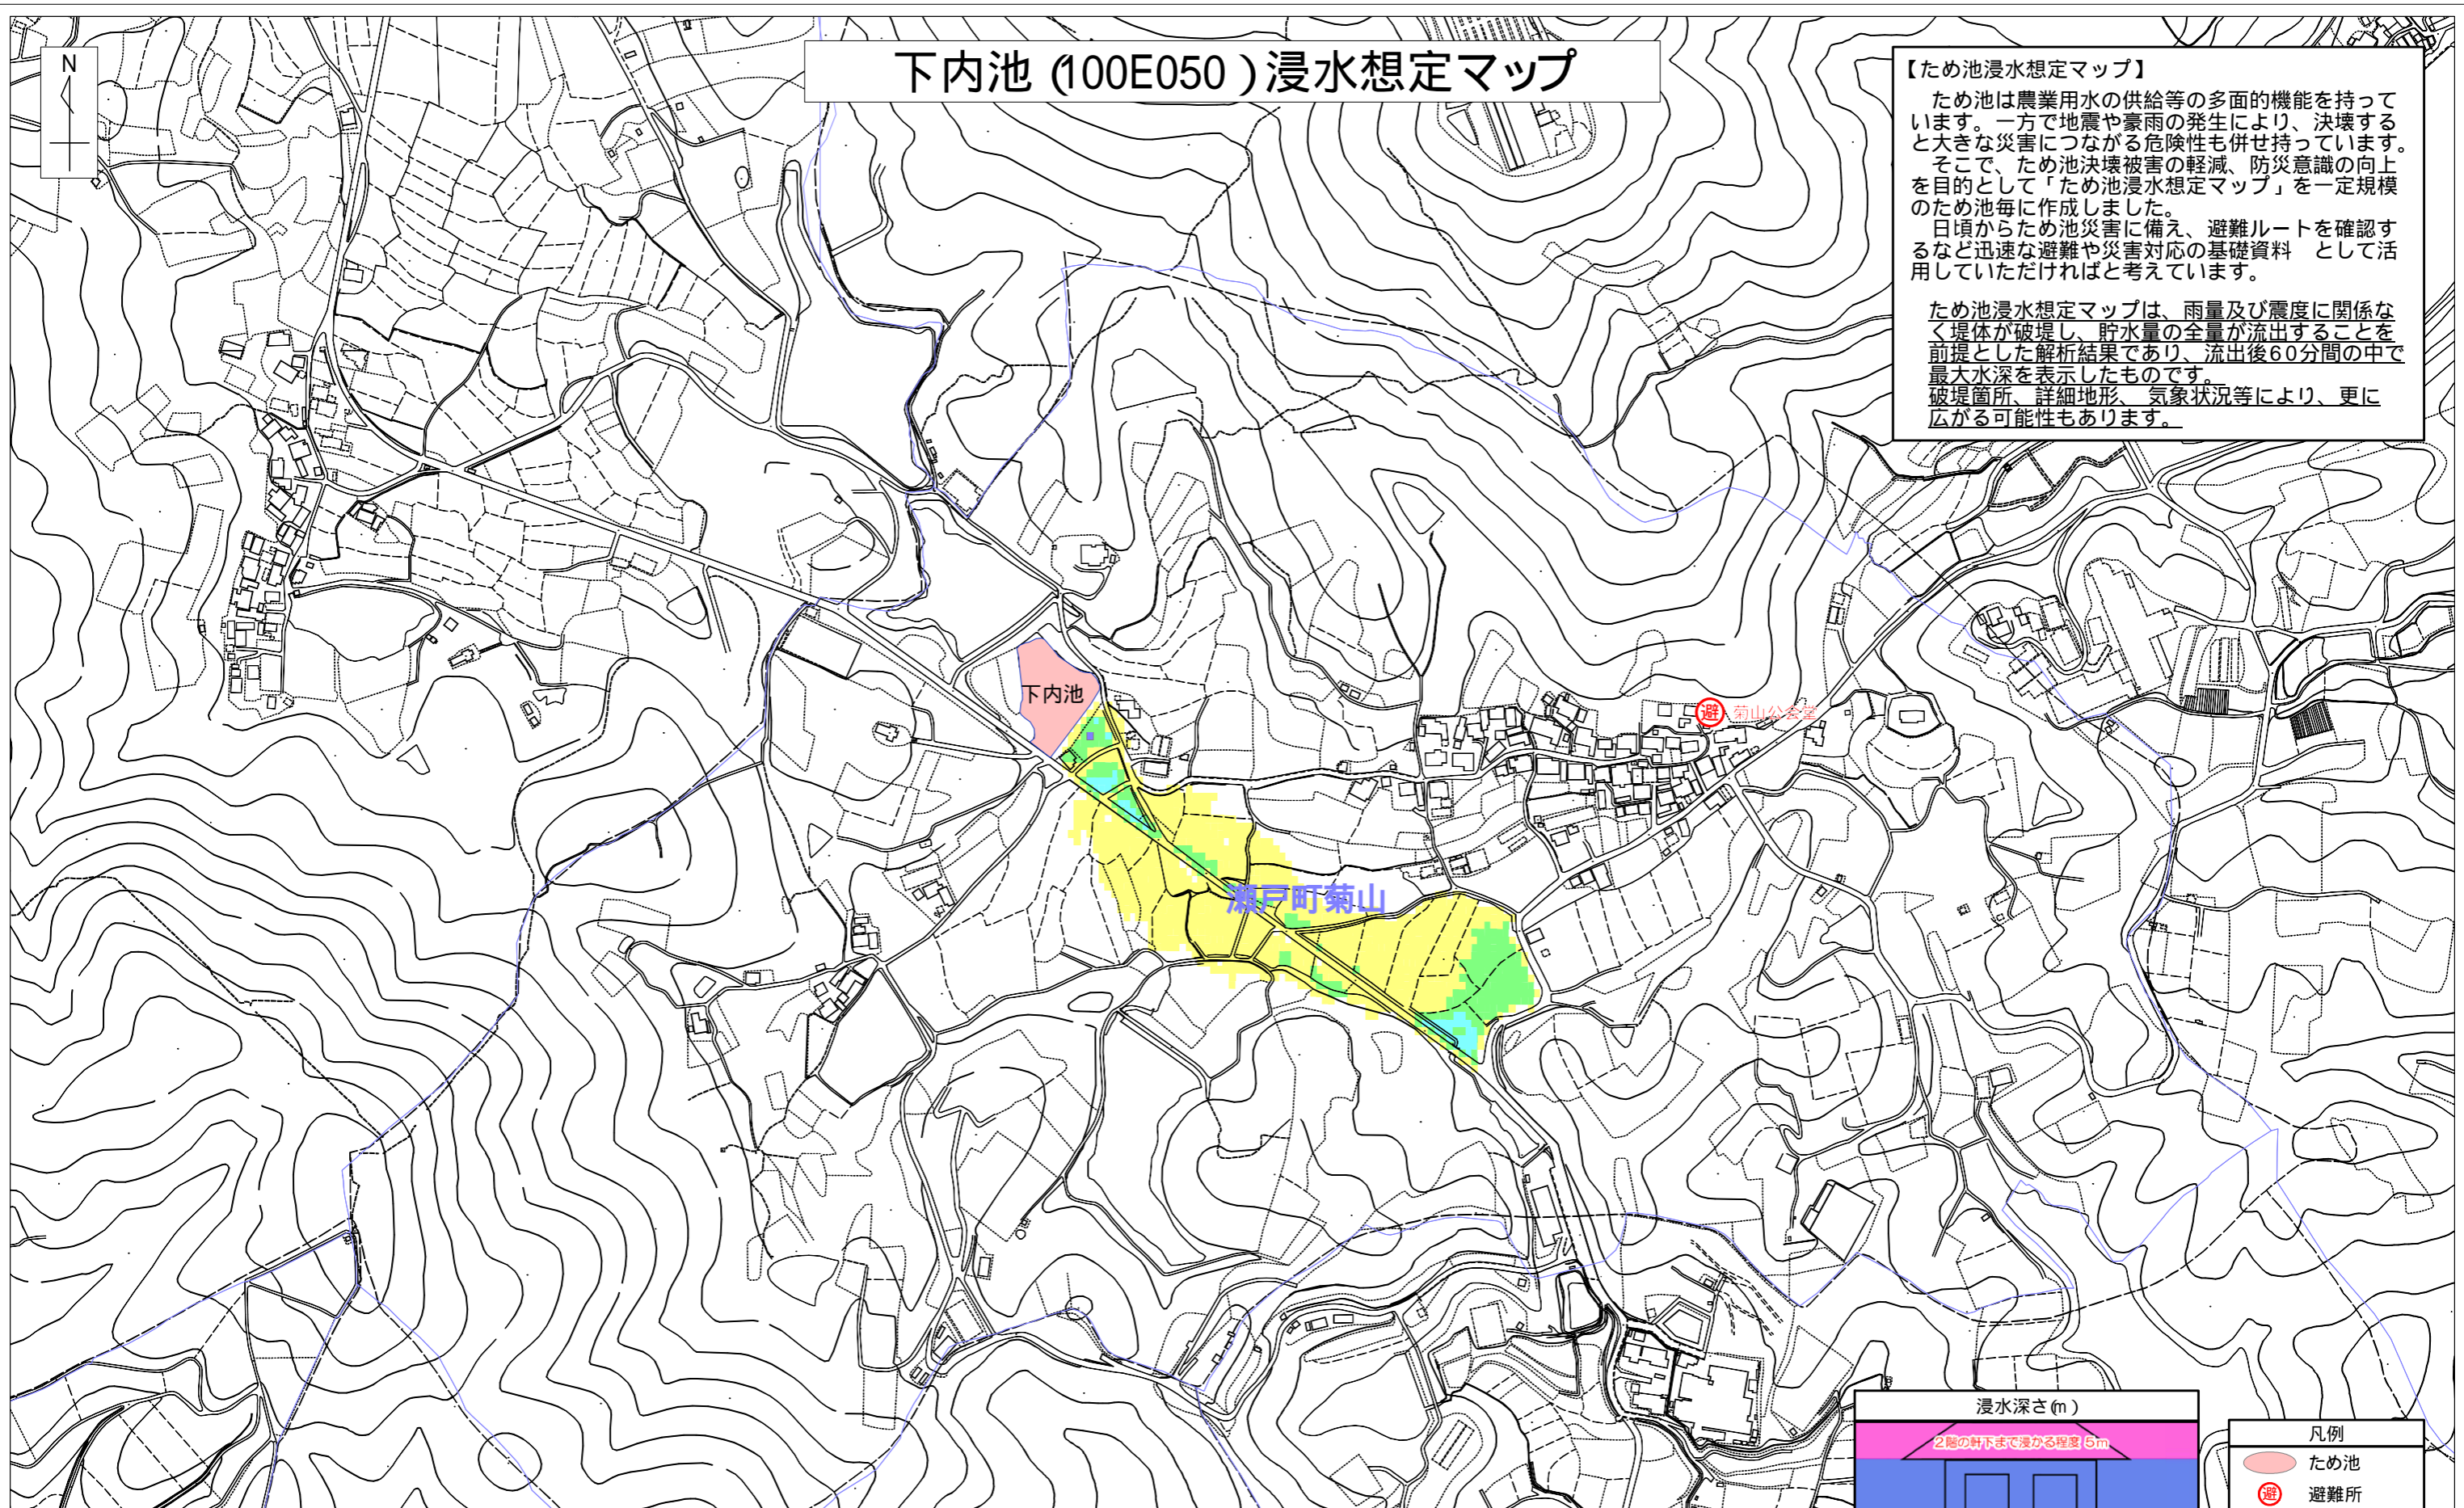 N
下内池 (100E050) 浸水想定マップ
【ため池浸水想定マップ】
ため池は農業用水の供給等の多面的機能を持って
います。一方で地震や豪雨の発生により、決壊する
と大きな災害につながる危険性も併せ持っています。
そこで、ため池決壊被害の軽減、防災意識の向上
を目的として「ため池浸水想定マップ」を一定規模
のため池毎に作成しました。
日頃からため池災害に備え、避難ルートを確認す
るなど迅速な避難や災害対応の基礎資料　として活
用していただければと考えています。
ため池浸水想定マップは、雨量及び震度に関係な
く堤体が破堤し、貯水量の全量が流出することを
前提とした解析結果であり、流出後60分間の中で
最大水深を表示したものです。
破堤箇所、詳細地形、 気象状況等により、更に
広がる可能性もあります。
下内池
避 菊山公会堂
瀬戸町菊山
浸水深さ(m)
2階の軒下まで浸かる程度 5m
凡例
ため池
避 避難所